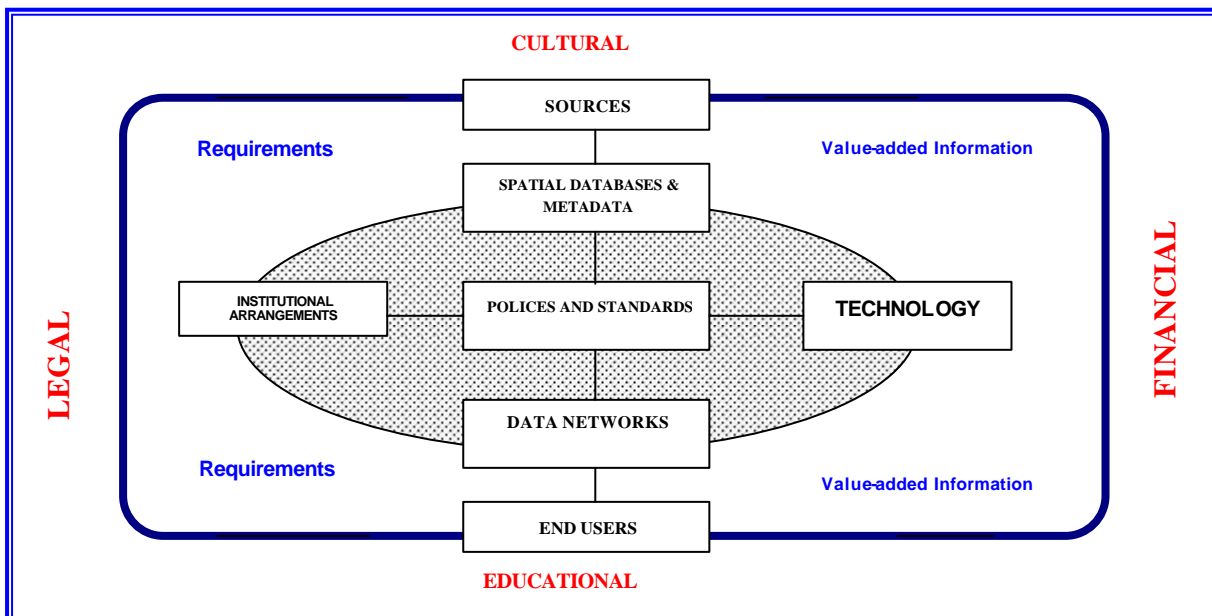 CULTURAL
SOURCES
Requirements
Value-added Information
SPATIAL DATABASES &
METADATA
INSTITUTIONAL
ARRANGEMENTS
POLICES AND STANDARDS
TECHNOLOGY
LEGAL
FINANCIAL
DATA NETWORKS
Requirements
Value-added Information
END USERS
EDUCATIONAL